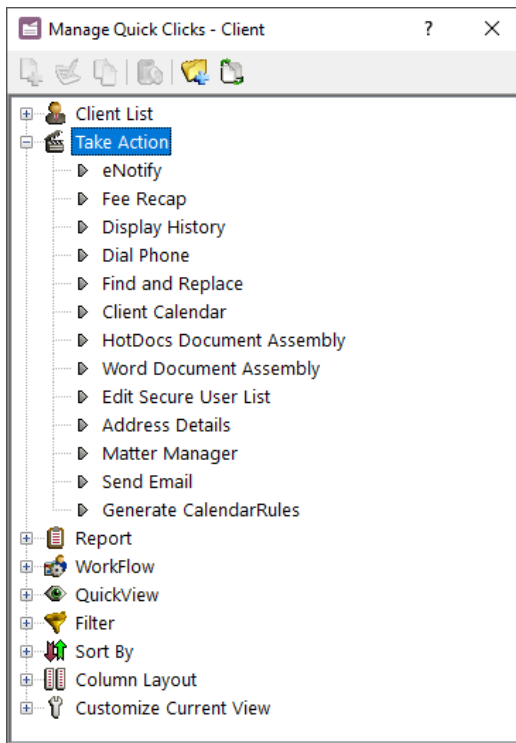 Manage Quick Clicks - Client ?
Client List
Take Action
eNotify
Fee Recap
Display History
Dial Phone
Find and Replace
Client Calendar
HotDocs Document Assembly
Word Document Assembly
Edit Secure User List
Address Details
Matter Manager
Send Email
Generate CalendarRules
Report
WorkFlow
QuickView
Filter
Sort By
Column Layout
Customize Current View